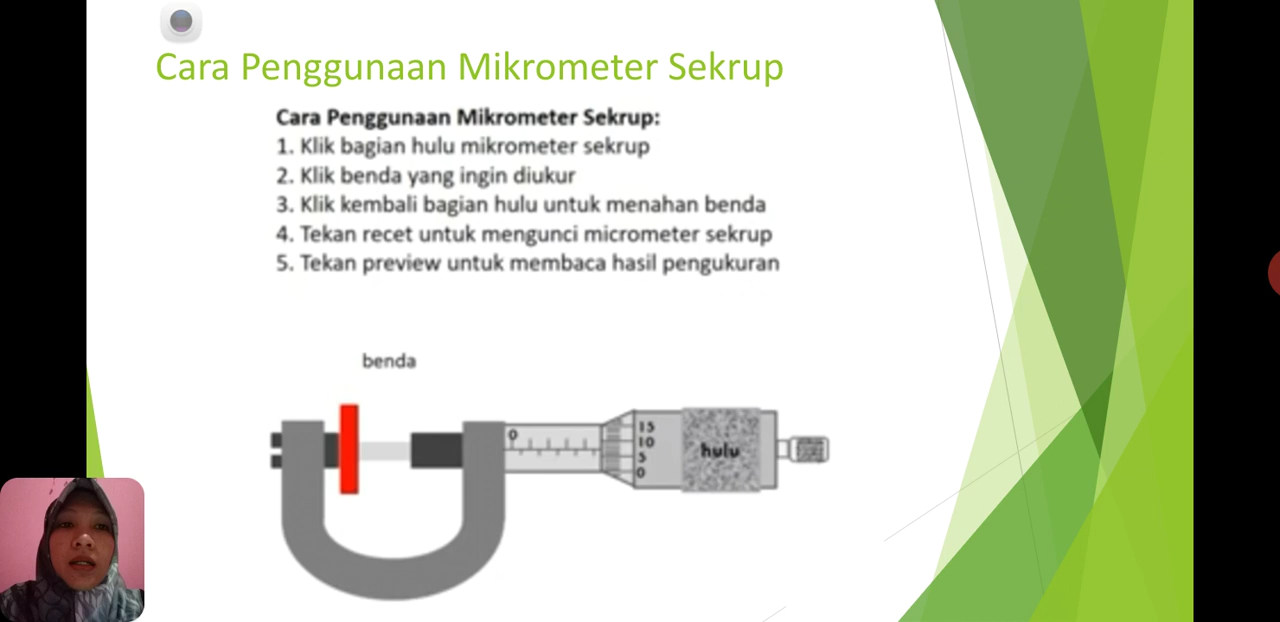 Cara Penggunaan Mikrometer Sekrup
Cara Penggunaan Mikrometer Sekrup:
1. Klik bagian hulu mikrometer sekrup
2. Klik benda yang ingin diukur
3. Klik kembali bagian hulu untuk menahan benda
4. Tekan recet untuk mengunci micrometer sekrup
5. Tekan preview untuk membaca hasil pengukuran
benda
0
15
10
5
0
hulu